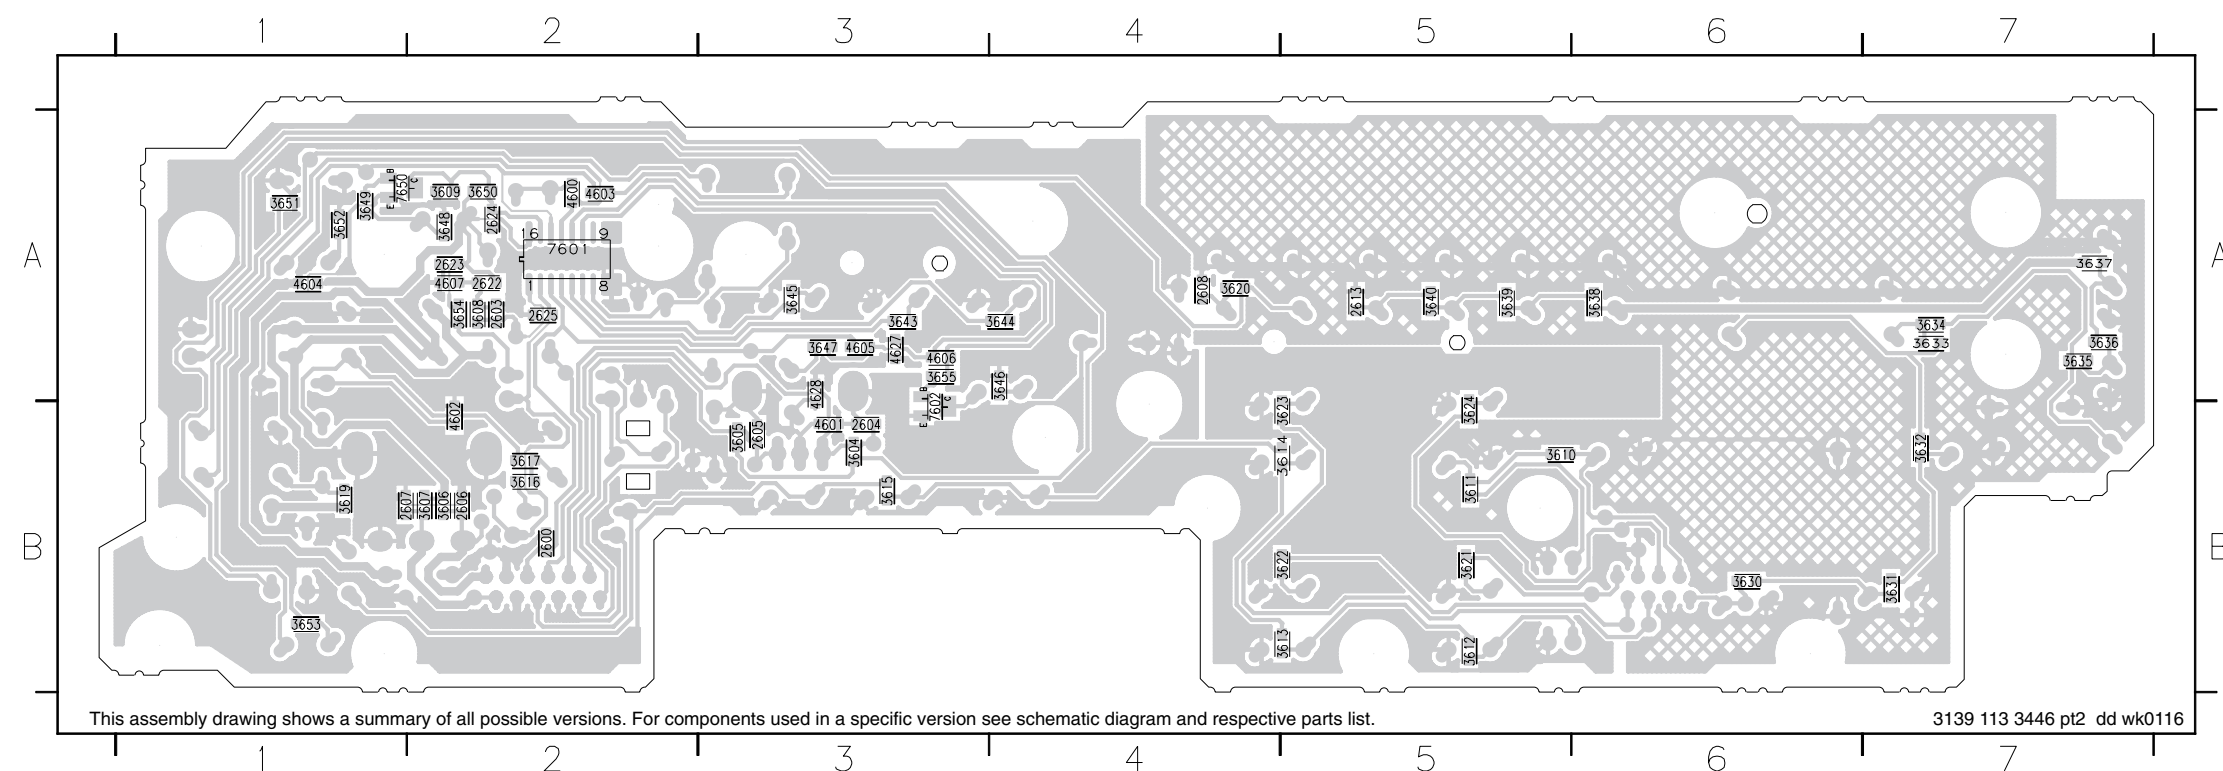 1 2 3 4 5 6 7
A A
3651 3652 3649 E B C 7650 3609 3650 4600 4603
3648 2624 16 9
7601
2623
4604 4607 2622 1 8
3654 3608 2603 2625
3645 3643 3644
3647 4605 4627 4606
3655
4628 3646
E B C 7602
2608 3620 2613 3640 3639 3638
3637
3634
3633 3636
3635
4602 3605 2605 4601 2604
3604
3617
3616
3619 2607 3607 3606 2606 3615
3623 3624
3614 3610 3632
3611
B
2600 3622 3621 3630 3631
3653 3613 3612
This assembly drawing shows a summary of all possible versions. For components used in a specific version see schematic diagram and respective parts list.
3139 113 3446 pt2 dd wk0116
1 2 3 4 5 6 7